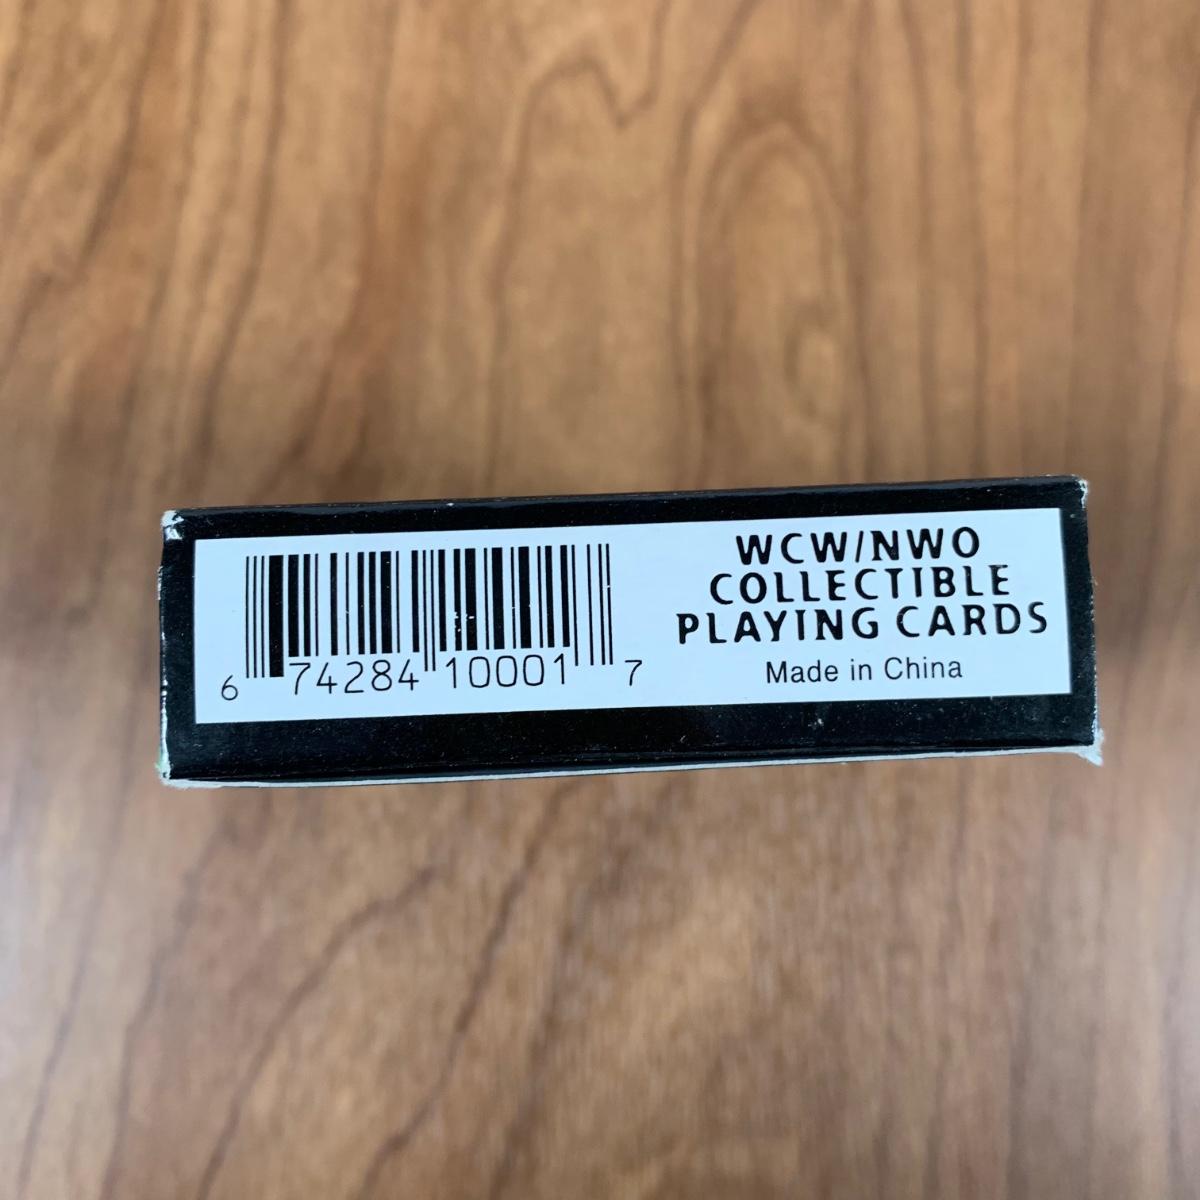 6 74284 10001 7
WCW/NWO
COLLECTIBLE
PLAYING CARDS
Made in China